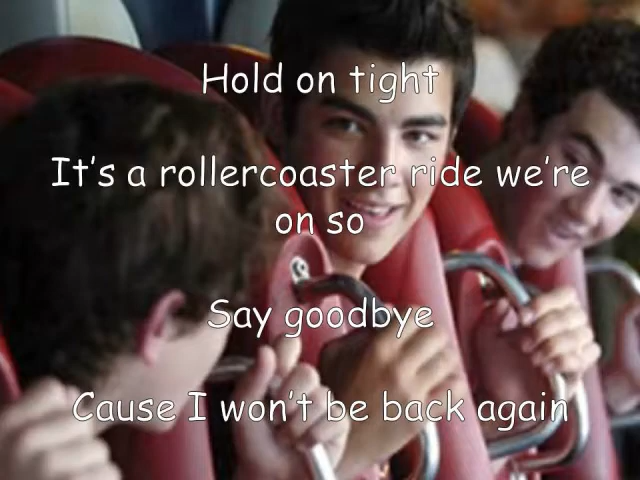 Hold on tight
It's a rollercoaster ride we're
on so
Say goodbye
Cause I won't be back again